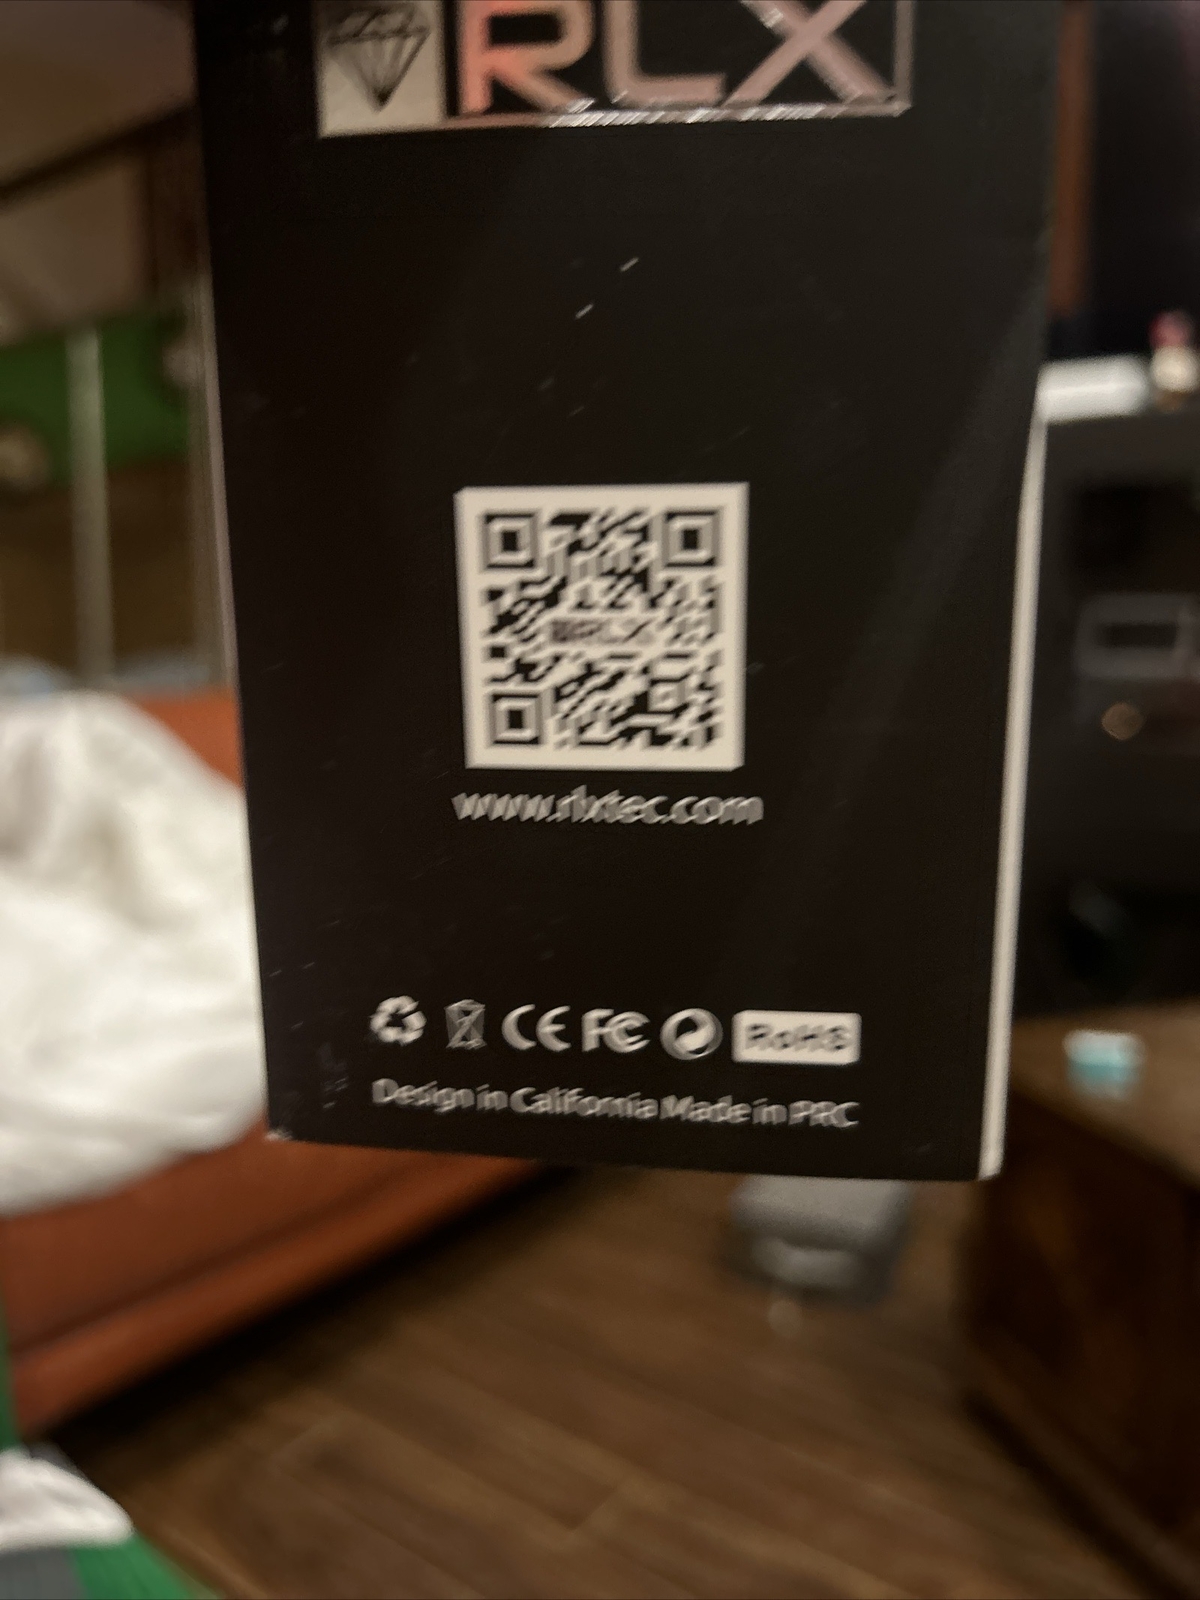 RLX
RLX
www.rlxtec.com
CE FC RoHS
Design in California Made in PRC